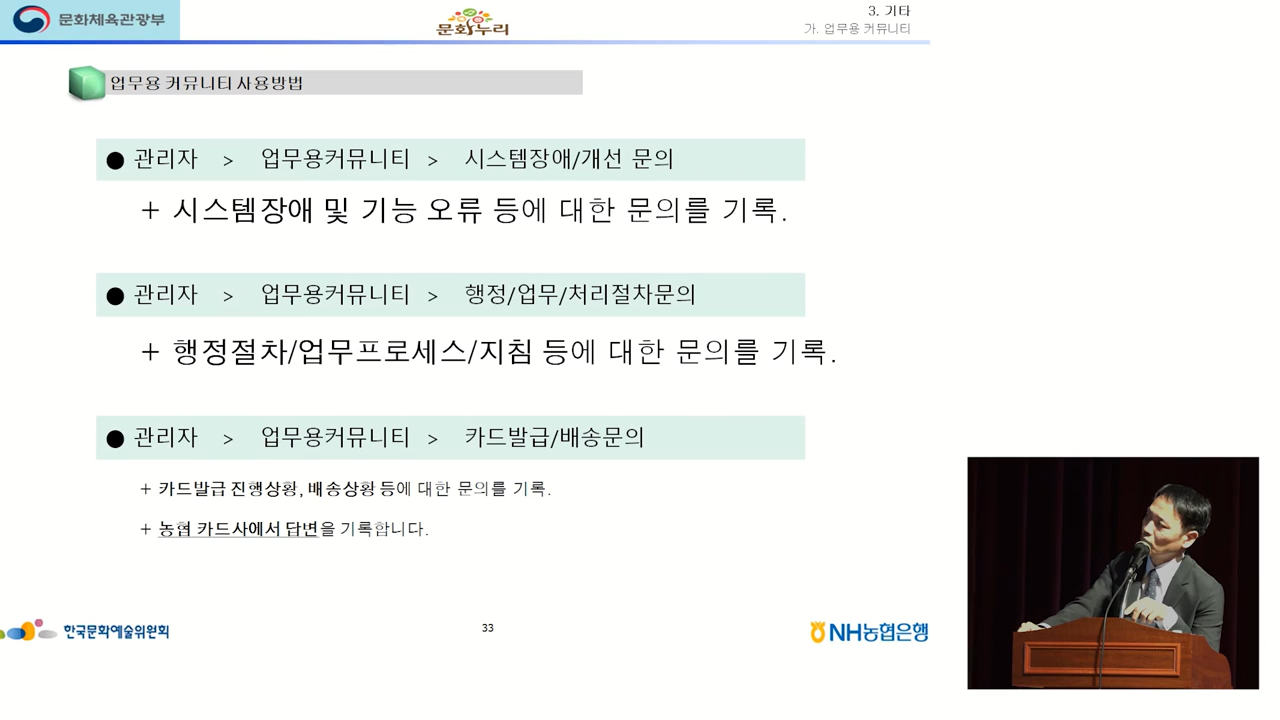 문화체육관광부
문화누리
3. 기타
가. 업무용 커뮤니티
업무용 커뮤니티 사용방법
● 관리자 > 업무용커뮤니티 > 시스템장애/개선 문의
+ 시스템장애 및 기능 오류 등에 대한 문의를 기록.
● 관리자 > 업무용커뮤니티 > 행정/업무/처리절차문의
+ 행정절차/업무프로세스/지침 등에 대한 문의를 기록.
● 관리자 > 업무용커뮤니티 > 카드발급/배송문의
+ 카드발급 진행상황, 배송상황 등에 대한 문의를 기록.
+ 농협 카드사에서 답변을 기록합니다.
한국문화예술위원회
33
NH농협은행